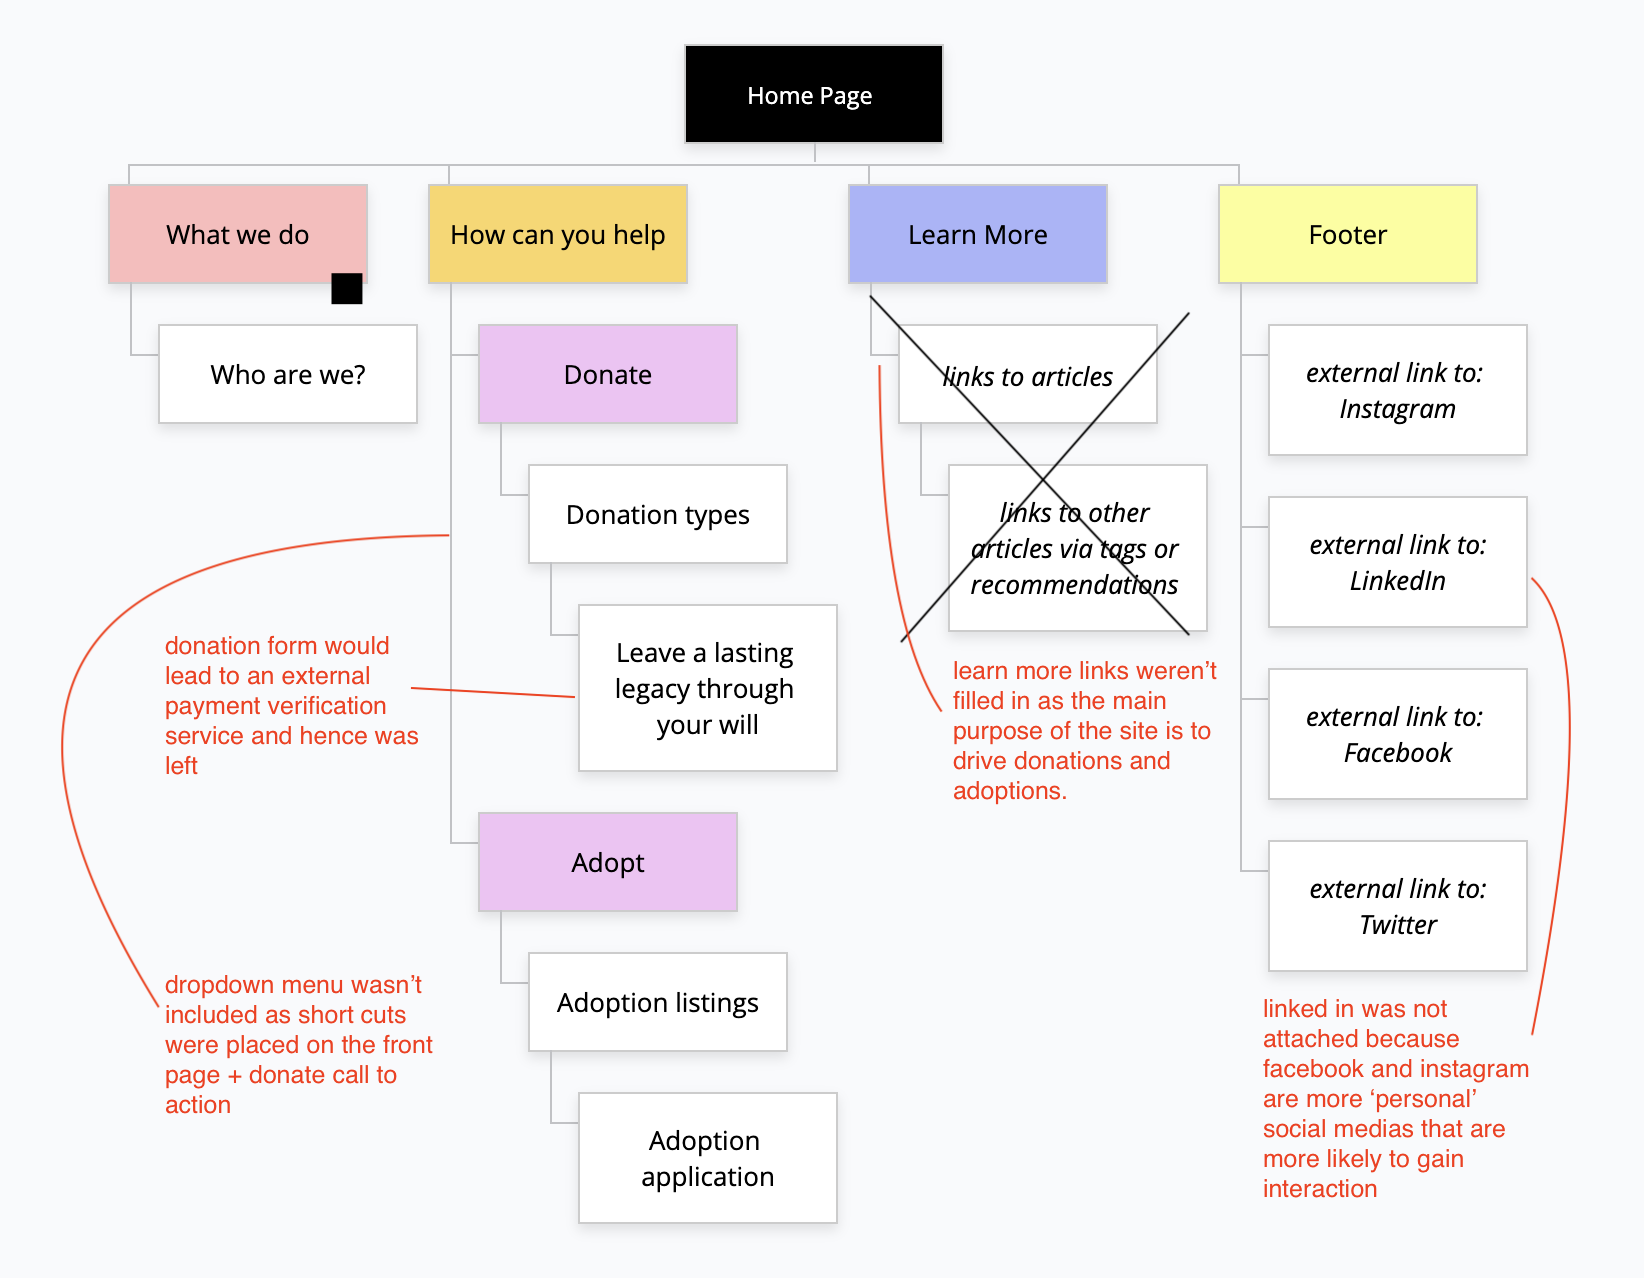 Home Page
What we do
How can you help
Learn More
Footer
Who are we?
Donate
links to articles
external link to:
Instagram
Donation types
links to other
articles via tags or
recommendations
external link to:
LinkedIn
Leave a lasting
legacy through
your will
donation form would
lead to an external
payment verification
service and hence was
left
learn more links weren’t
filled in as the main
purpose of the site is to
drive donations and
adoptions.
external link to:
Facebook
Adopt
external link to:
Twitter
Adoption listings
dropdown menu wasn’t
included as short cuts
were placed on the front
page + donate call to
action
linked in was not
attached because
facebook and instagram
are more ‘personal’
social medias that are
more likely to gain
interaction
Adoption
application